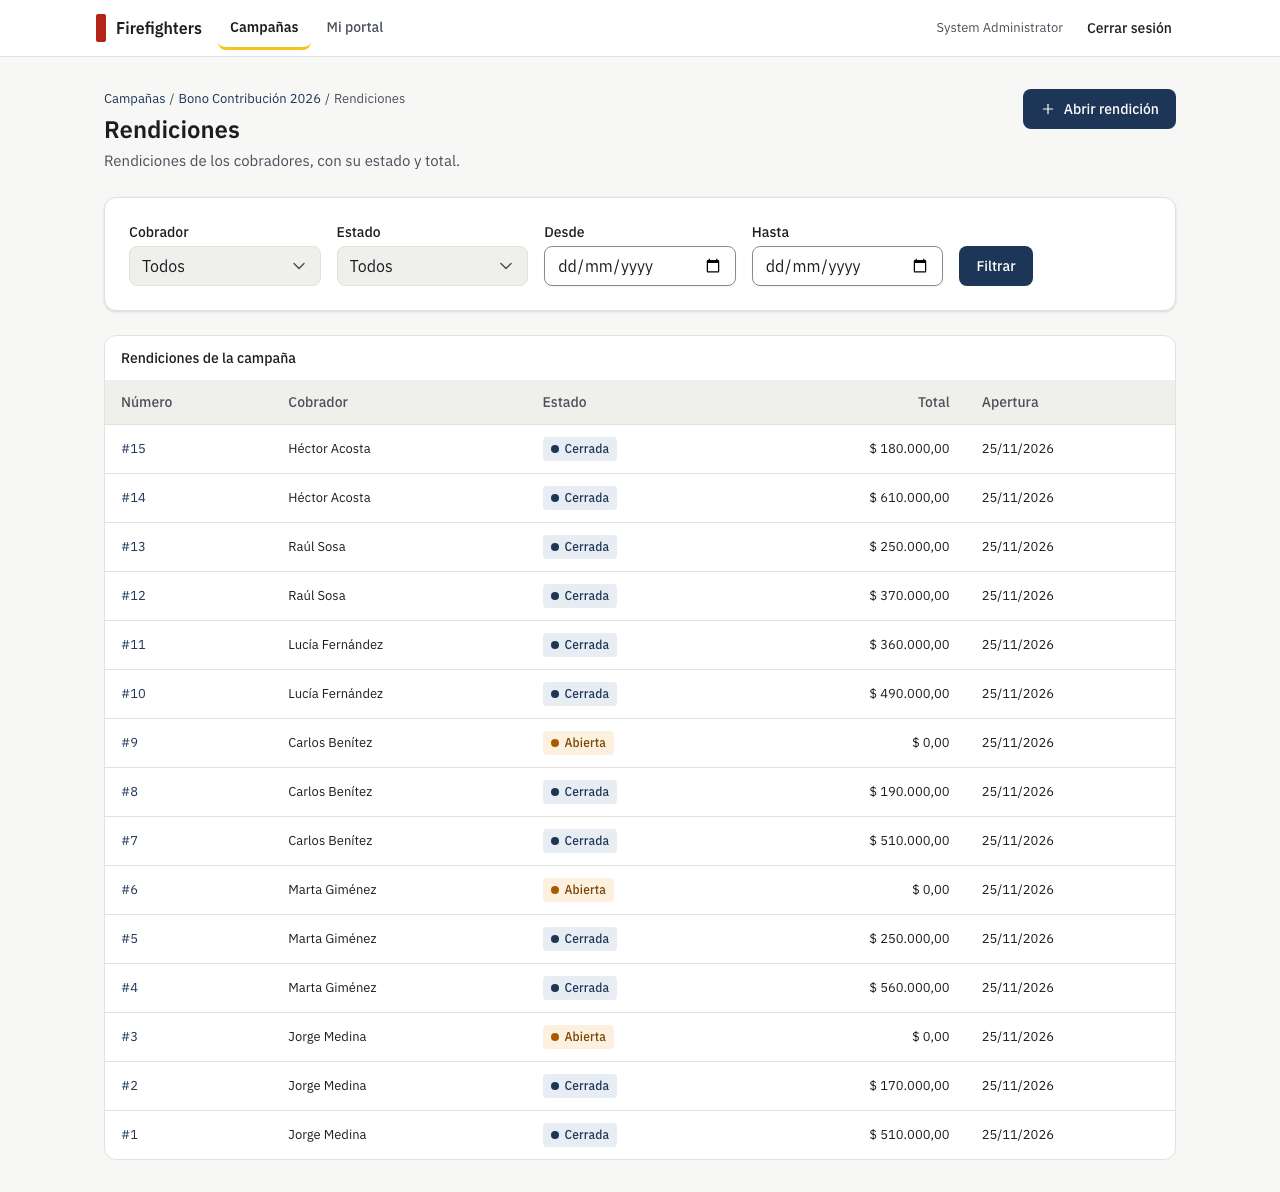 Firefighters Campañas Mi portal System Administrator Cerrar sesión
Campañas / Bono Contribución 2026 / Rendiciones
Abrir rendición
Rendiciones
Rendiciones de los cobradores, con su estado y total.
Cobrador Estado Desde Hasta
Todos Todos dd/mm/yyyy dd/mm/yyyy Filtrar
Rendiciones de la campaña
Número Cobrador Estado Total Apertura
#15 Héctor Acosta Cerrada $ 180.000,00 25/11/2026
#14 Héctor Acosta Cerrada $ 610.000,00 25/11/2026
#13 Raúl Sosa Cerrada $ 250.000,00 25/11/2026
#12 Raúl Sosa Cerrada $ 370.000,00 25/11/2026
#11 Lucía Fernández Cerrada $ 360.000,00 25/11/2026
#10 Lucía Fernández Cerrada $ 490.000,00 25/11/2026
#9 Carlos Benítez Abierta $ 0,00 25/11/2026
#8 Carlos Benítez Cerrada $ 190.000,00 25/11/2026
#7 Carlos Benítez Cerrada $ 510.000,00 25/11/2026
#6 Marta Giménez Abierta $ 0,00 25/11/2026
#5 Marta Giménez Cerrada $ 250.000,00 25/11/2026
#4 Marta Giménez Cerrada $ 560.000,00 25/11/2026
#3 Jorge Medina Abierta $ 0,00 25/11/2026
#2 Jorge Medina Cerrada $ 170.000,00 25/11/2026
#1 Jorge Medina Cerrada $ 510.000,00 25/11/2026